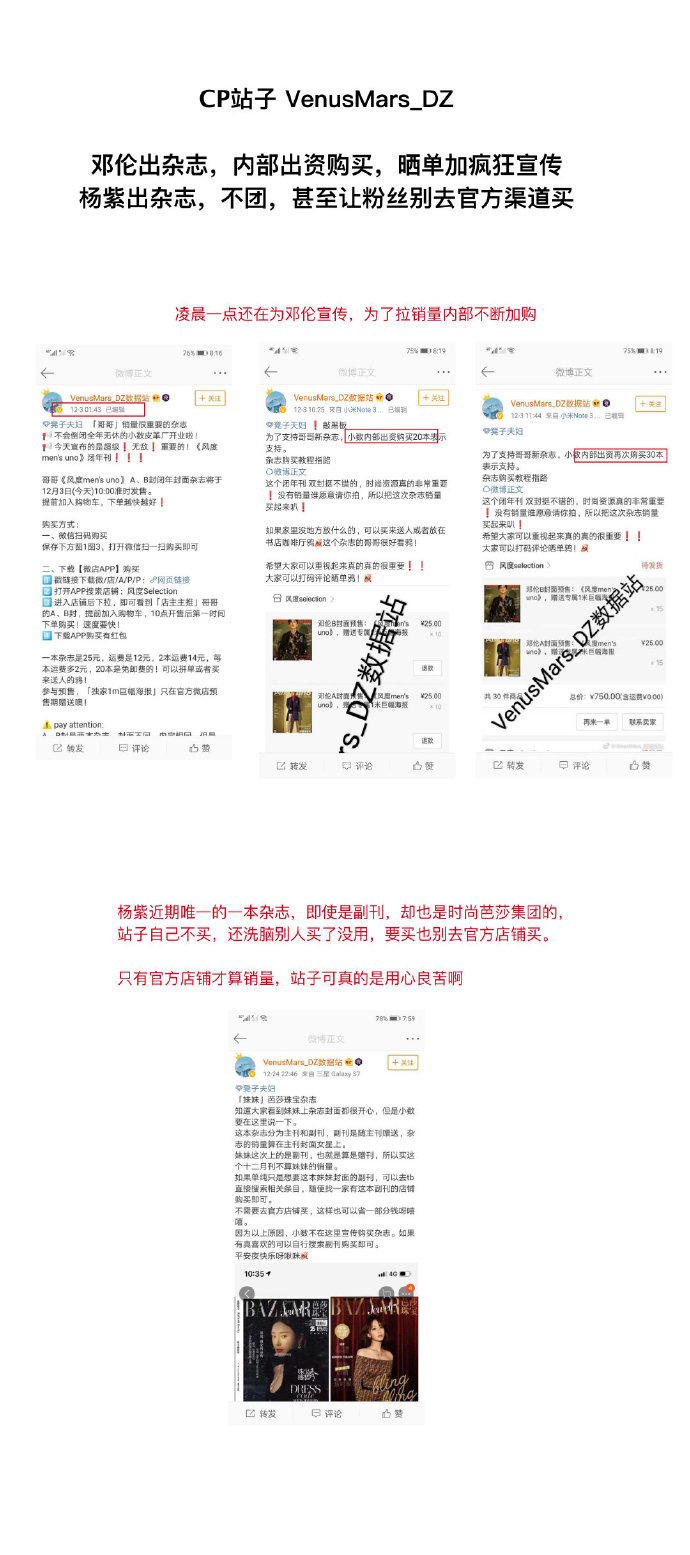 CP站子 VenusMars_DZ
邓伦出杂志，内部出资购买，晒单加疯狂宣传
杨紫出杂志，不团，甚至让粉丝别去官方渠道买
凌晨一点还在为邓伦宣传，为了拉销量内部不断加购
76% 8:16
微博正文
VenusMars_DZ数据站
+关注
12-3 01:43 已编辑
凳子夫妇 「哥哥」销量很重要的杂志
不会倒闭全年无休的小数皮革厂开业啦！
今天宣布的是超级❗无敌❗重要的！《风度
men's uno》闭年刊❗❗❗
哥哥《风度men's uno》 A、B封闭年封面杂志将于
12月3日(今天)10:00准时发售。
提前加入购物车，下单越快越好❗
购买方式：
一、微信扫码购买
保存下方图1图3，打开微信扫一扫购买即可
二、下载【微店APP】购买
1 戳链接下载微/店/A/P/P：网页链接
2 打开APP搜索店铺：风度Selection
3 进入店铺后下拉，即可看到「店主主推」哥哥
的A、B封，提前加入购物车，10点开售后第一时间
下单购买！速度要快！
下载APP购买有红包
一本杂志是25元，运费是12元，2本运费14元，每
本运费多2元，20本是免邮费的！可以拼单或者买
来送人的鸽！
参与预售，「独家1m巨幅海报」只在官方微店预
售期赠送噢！
pay attention:
转发 评论 赞
75% 8:19
微博正文
VenusMars_DZ数据站
+关注
12-3 10:25 来自 小米Note 3... 已编辑
凳子夫妇❗敲黑板
为了支持哥哥新杂志，小数内部出资购买20本表示
支持。
杂志购买教程指路
微博正文
这个闭年刊 双封挺不错的，时尚资源真的非常重要
❗没有销量谁愿意请你拍，所以把这次杂志销量
买起来叭❗
如果家里没地方放什么的，可以买来送人或者放在
书店咖啡厅鸭这个杂志的哥哥很好看鸭！
希望大家可以重视起来真的真的很重要❗❗
大家可以打码评论晒单鸦！
风度selection >
邓伦B封面预售：《风度men's
uno》，赠送专属1米巨幅海报
¥25.00
×10
退款
邓伦A封面预售：《风度men's
uno》，赠送专属1米巨幅海报
¥25.00
×10
退款
Mars_DZ数据站
转发 评论 赞
75% 8:19
微博正文
VenusMars_DZ数据站
+关注
12-3 11:44 来自 小米Note 3... 已编辑
凳子夫妇
为了支持哥哥新杂志，小数内部出资再次购买30本
表示支持。
杂志购买教程指路
微博正文
这个闭年刊 双封挺不错的，时尚资源真的非常重要
❗没有销量谁愿意请你拍，所以把这次杂志销量
买起来叭❗
希望大家可以重视起来真的真的很重要❗❗
大家可以打码评论晒单鸦！
风度selection >
待发货
邓伦B封面预售：《风度men's
uno》，赠送专属1米巨幅海报
¥25.00
×15
邓伦A封面预售：《风度men's
uno》，赠送专属1米巨幅海报
¥25.00
×15
共 30 件商品
总价：¥750.00(含运费¥0.00)
再来一单
联系卖家
VenusMars_DZ数据站
转发 评论 赞
杨紫近期唯一的一本杂志，即使是副刊，却也是时尚芭莎集团的，
站子自己不买，还洗脑别人买了没用，要买也别去官方店铺买。
只有官方店铺才算销量，站子可真的是用心良苦啊
78% 7:59
微博正文
VenusMars_DZ数据站
+关注
12-24 22:46 来自 三星 Galaxy S7
凳子夫妇
「妹妹」芭莎珠宝杂志
知道大家看到妹妹上杂志封面都很开心，是但小数
要在这里说一下。
这本杂志分为主刊和副刊，副刊是随主刊赠送，杂
志的销量算在主刊封面女星上。
妹妹这次上的是副刊，也就是算是赠刊，所以买这
个十二月刊不算妹妹的销量。
如果单纯只是想要这本妹妹封面的副刊，可以去tb
直接搜索相关条目，随便找一家有这本副刊的店铺
购买即可。
不需要去官方店铺买，这样也可以省一部分钱呀嘻
嘻。
因为以上原因，小数不在这里宣传购买杂志。如果
有真喜欢的可以自行搜索副刊购买即可。
平安夜快乐呀啾咪
10:35
4G
BAZAAR
Jewelry
芭莎
珠宝
DRESS
code
BAZAAR
Jewelry
芭莎
珠宝
Bling
Bling
转发 评论 赞